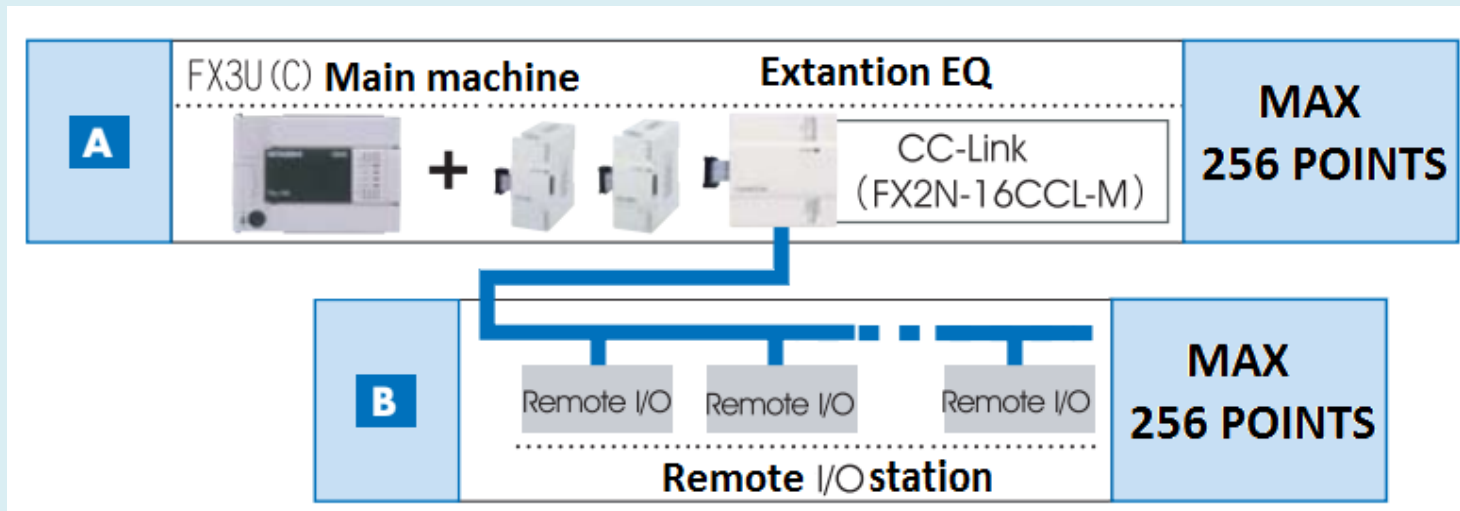 FX3U(C) Main machine
Extantion EQ
A
CC-Link
(FX2N-16CCL-M)
MAX
256 POINTS
B
Remote I/O
Remote I/O
Remote I/O
Remote I/O station
MAX
256 POINTS